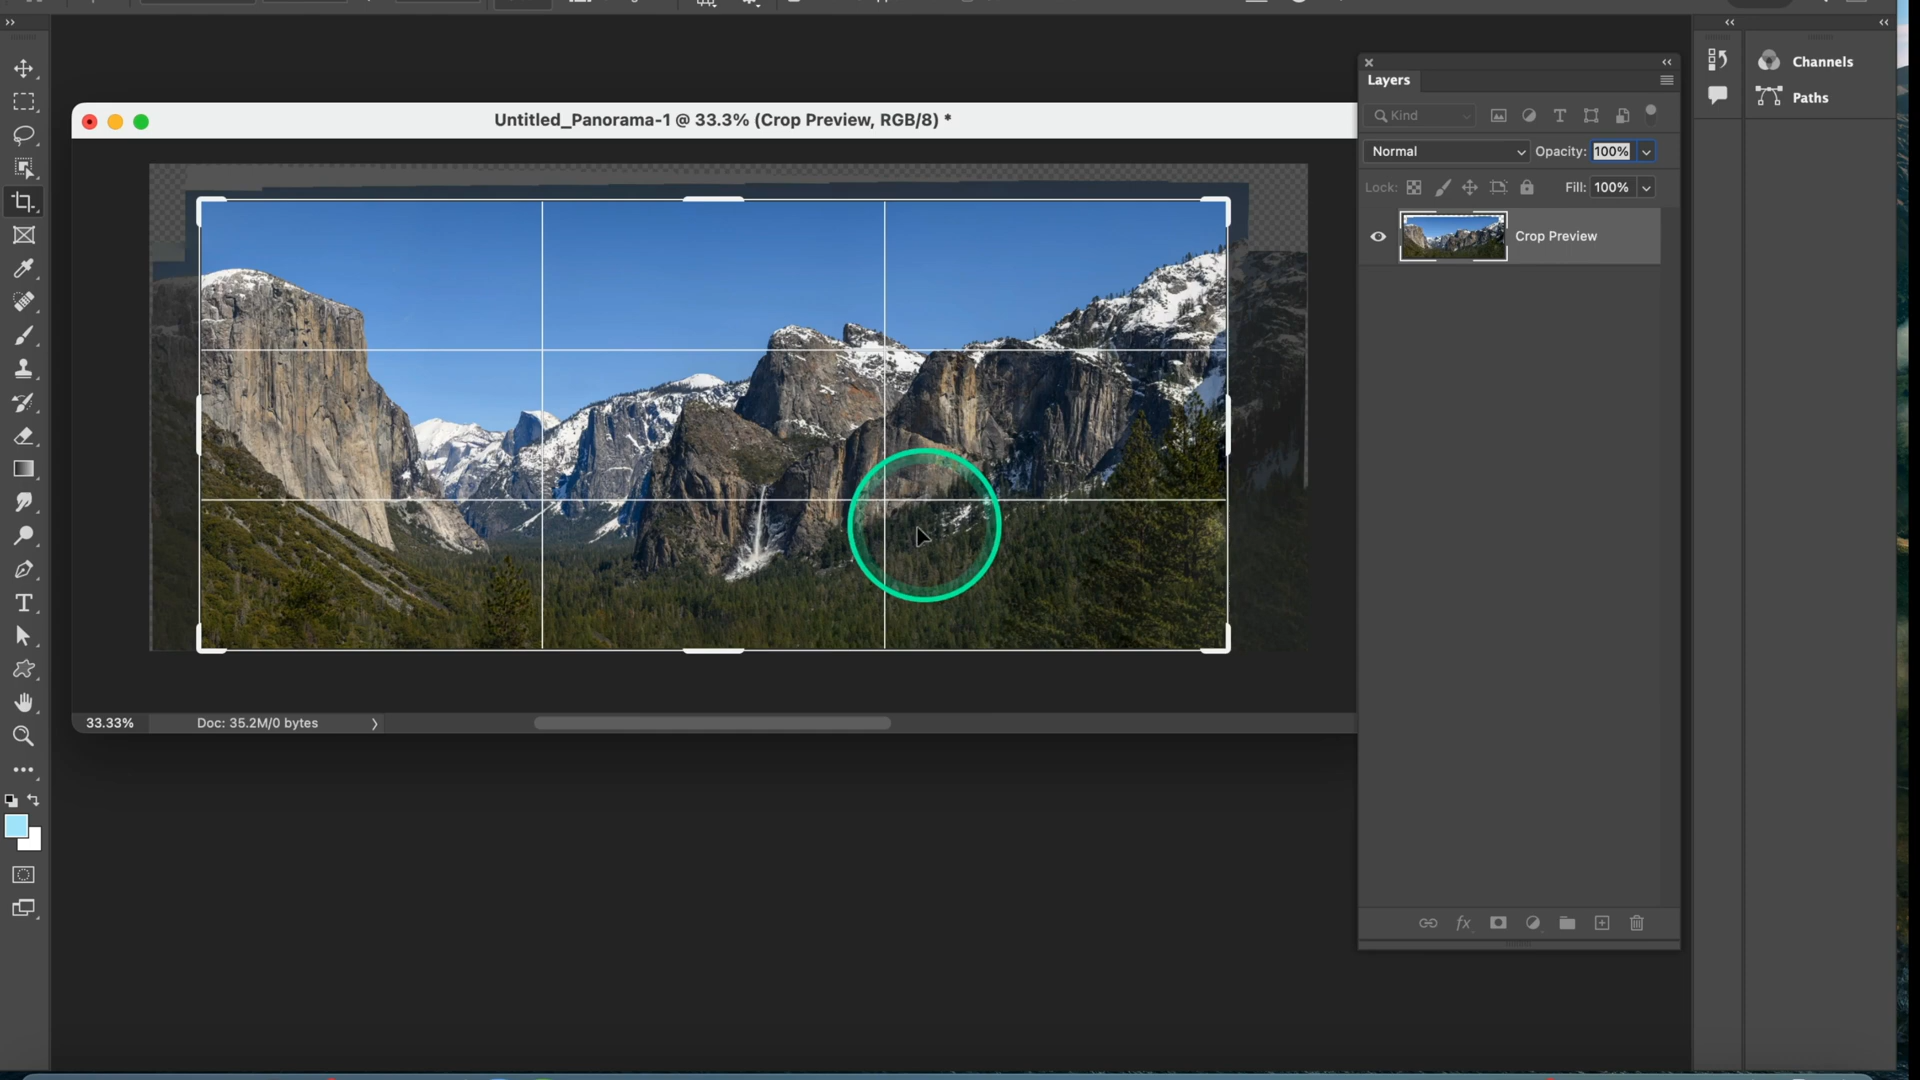 Channels
Layers
Paths
Kind
Untitled_Panorama-1 @ 33.3% (Crop Preview, RGB/8) *
Normal
Opacity: 100%
Lock:
Fill: 100%
Crop Preview
33.33%
Doc: 35.2M/0 bytes